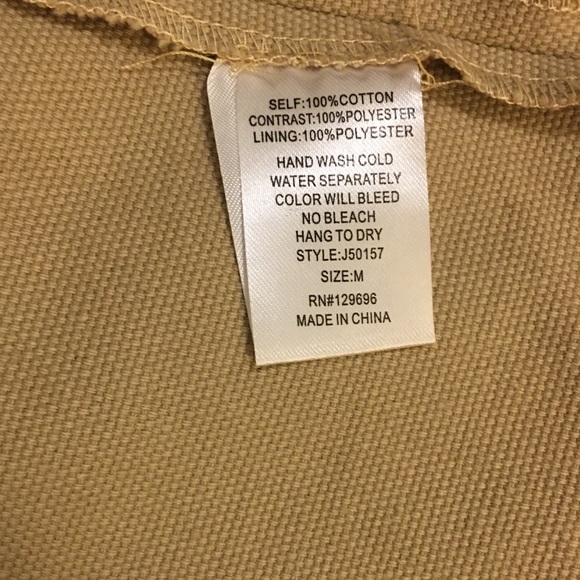 SELF:100%COTTON
CONTRAST:100%POLYESTER
LINING:100%POLYESTER
HAND WASH COLD
WATER SEPARATELY
COLOR WILL BLEED
NO BLEACH
HANG TO DRY
STYLE:J50157
SIZE:M
RN#129696
MADE IN CHINA